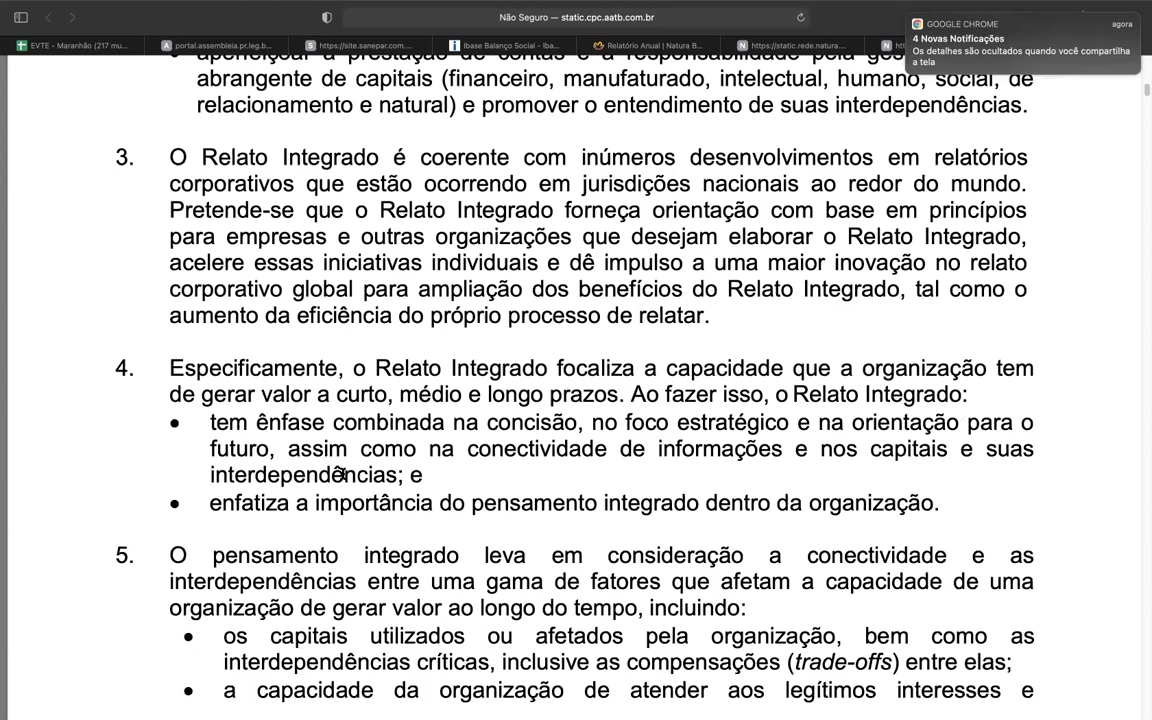 Não Seguro — static.cpc.aatb.com.br
GOOGLE CHROME
agora
4 Novas Notificações
Os detalhes são ocultados quando você compartilha
a tela
EVTE - Maranhão (217 mu...
portal.assembleia.pr.leg.b...
https://site.sanepar.com....
Ibase Balanço Social - Iba...
Relatório Anual | Natura B...
https://static.rede.natura....
abrangente de capitais (financeiro, manufaturado, intelectual, humano, social, de
relacionamento e natural) e promover o entendimento de suas interdependências.
3. O Relato Integrado é coerente com inúmeros desenvolvimentos em relatórios
corporativos que estão ocorrendo em jurisdições nacionais ao redor do mundo.
Pretende-se que o Relato Integrado forneça orientação com base em princípios
para empresas e outras organizações que desejam elaborar o Relato Integrado,
acelere essas iniciativas individuais e dê impulso a uma maior inovação no relato
corporativo global para ampliação dos benefícios do Relato Integrado, tal como o
aumento da eficiência do próprio processo de relatar.
4. Especificamente, o Relato Integrado focaliza a capacidade que a organização tem
de gerar valor a curto, médio e longo prazos. Ao fazer isso, o Relato Integrado:
• tem ênfase combinada na concisão, no foco estratégico e na orientação para o
futuro, assim como na conectividade de informações e nos capitais e suas
interdependências; e
• enfatiza a importância do pensamento integrado dentro da organização.
5. O pensamento integrado leva em consideração a conectividade e as
interdependências entre uma gama de fatores que afetam a capacidade de uma
organização de gerar valor ao longo do tempo, incluindo:
• os capitais utilizados ou afetados pela organização, bem como as
interdependências críticas, inclusive as compensações (trade-offs) entre elas;
• a capacidade da organização de atender aos legítimos interesses e